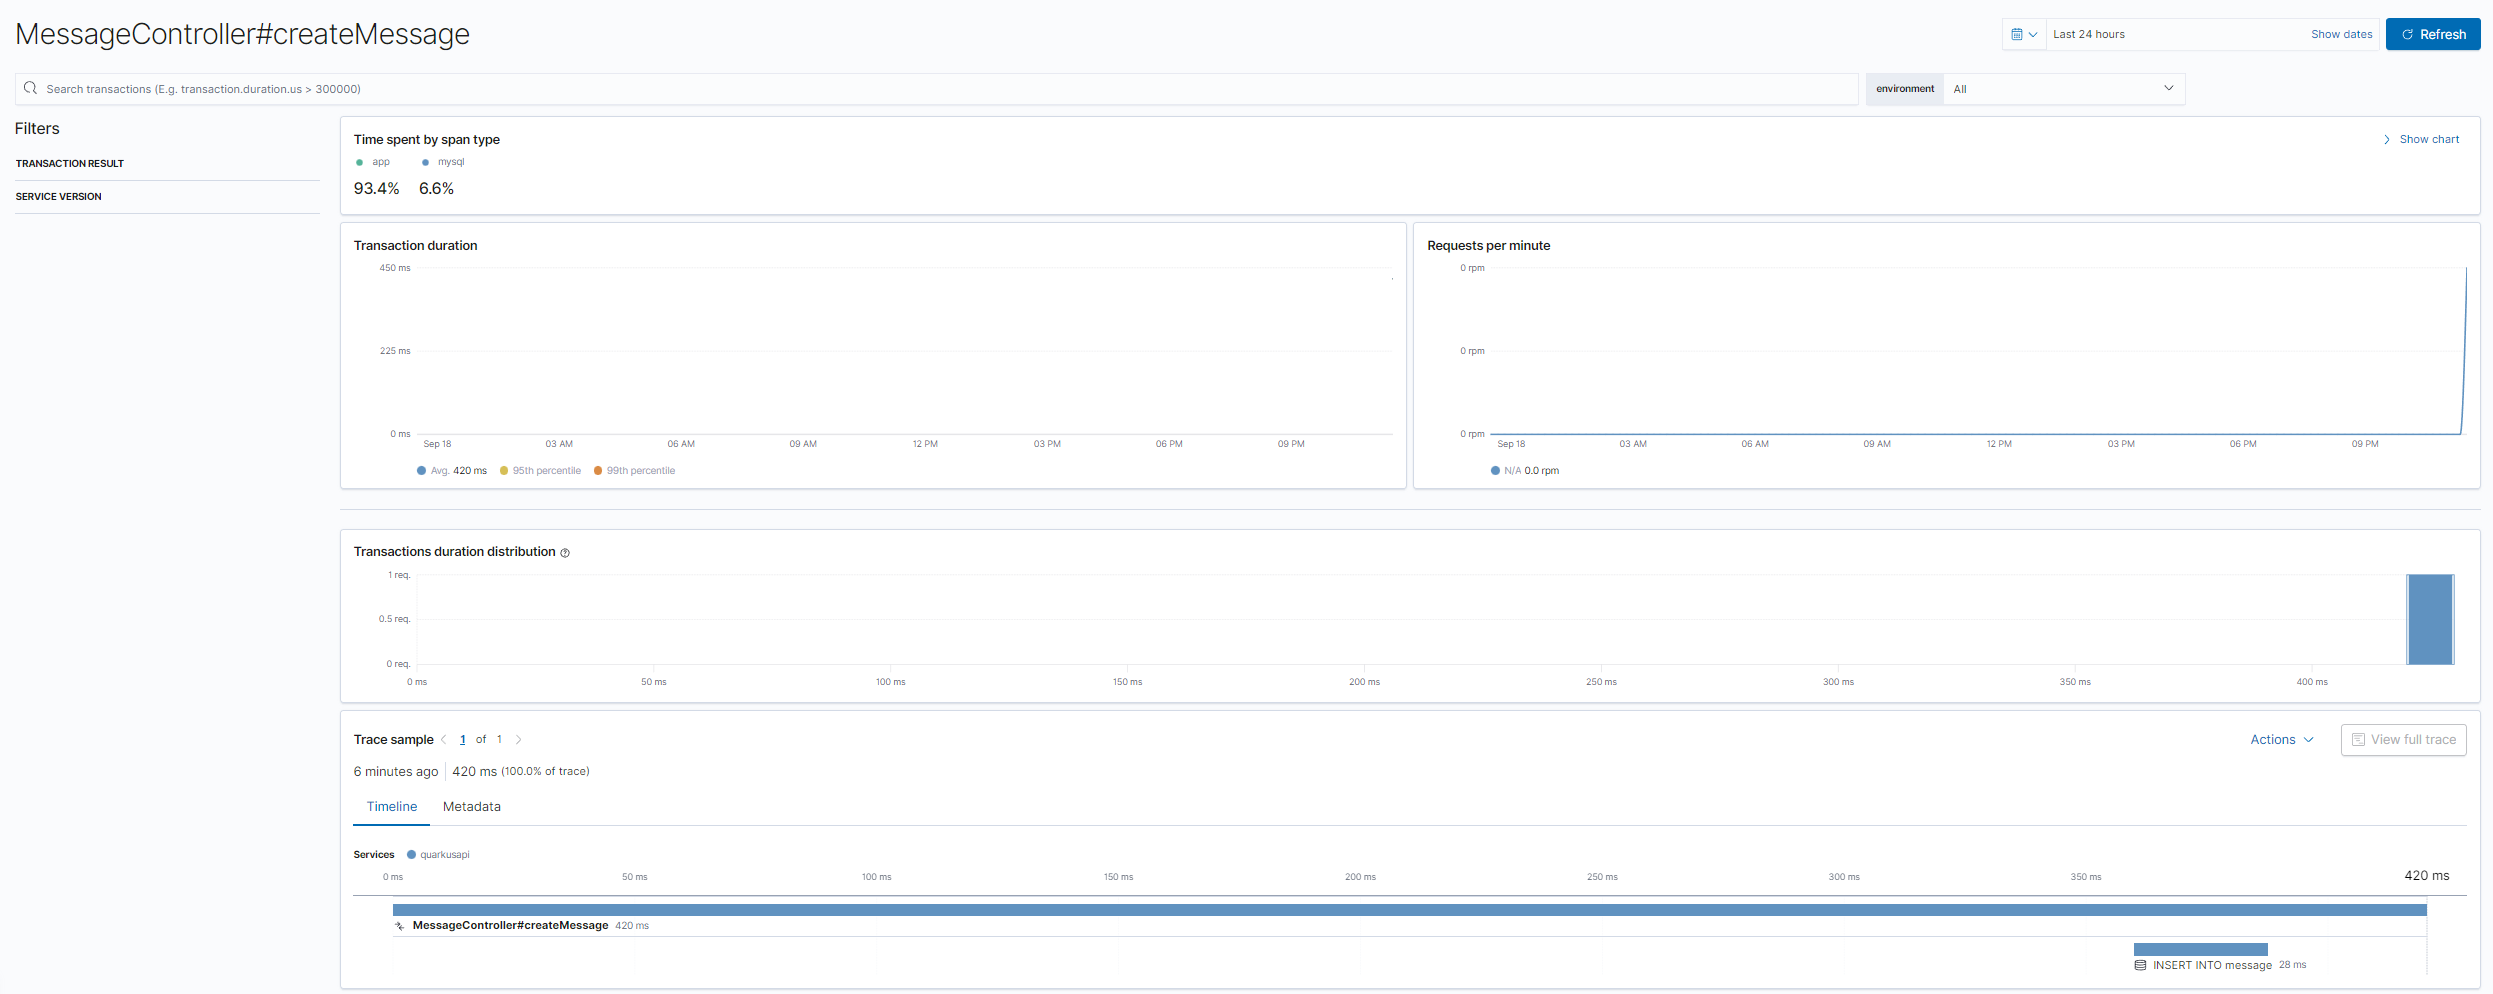 MessageController#createMessage
Last 24 hours Show dates Refresh
Search transactions (E.g. transaction.duration.us > 300000)
environment All
Filters
TRANSACTION RESULT
SERVICE VERSION
Time spent by span type
Show chart
app mysql
93.4% 6.6%
Transaction duration
450 ms
225 ms
0 ms
Sep 18 03 AM 06 AM 09 AM 12 PM 03 PM 06 PM 09 PM
Avg. 420 ms 95th percentile 99th percentile
Requests per minute
0 rpm
0 rpm
0 rpm
Sep 18 03 AM 06 AM 09 AM 12 PM 03 PM 06 PM 09 PM
N/A 0.0 rpm
Transactions duration distribution
1 req.
0.5 req.
0 req.
0 ms 50 ms 100 ms 150 ms 200 ms 250 ms 300 ms 350 ms 400 ms
Trace sample 1 of 1
Actions View full trace
6 minutes ago 420 ms (100.0% of trace)
Timeline Metadata
Services quarkusapi
0 ms 50 ms 100 ms 150 ms 200 ms 250 ms 300 ms 350 ms 420 ms
MessageController#createMessage 420 ms
INSERT INTO message 28 ms